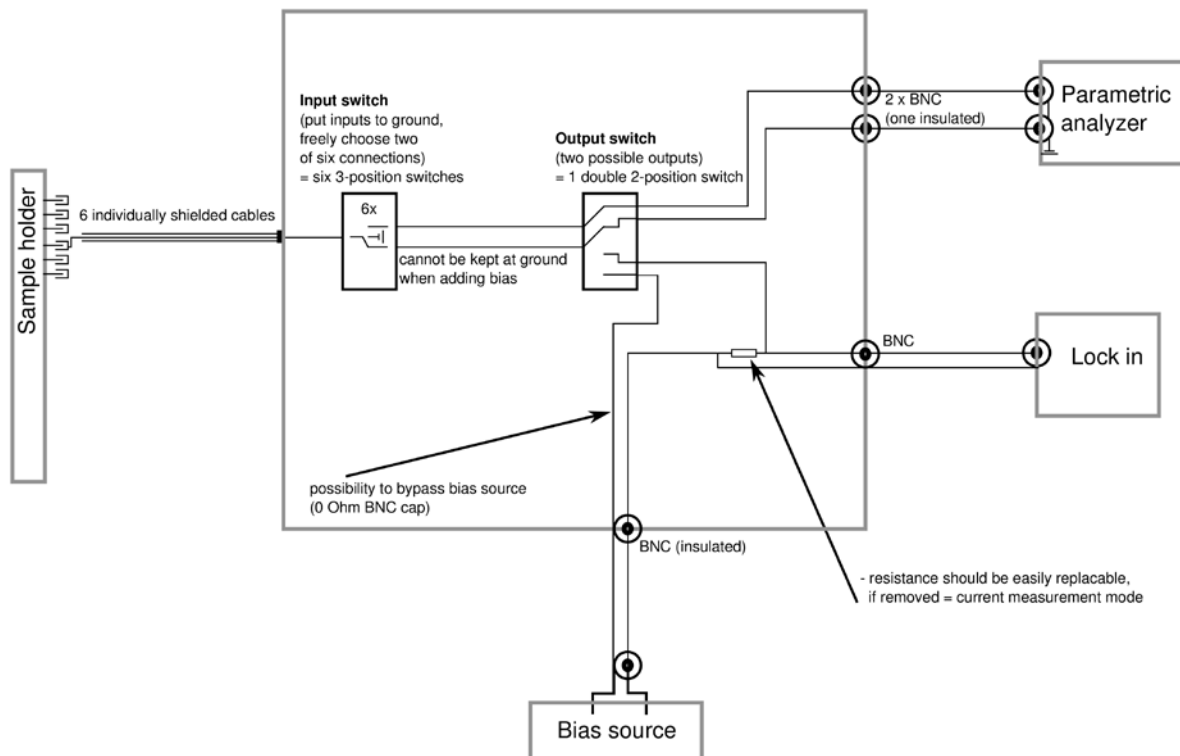 Input switch
(put inputs to ground,
freely choose two
of six connections)
= six 3-position switches
Output switch
(two possible outputs)
= 1 double 2-position switch
2 x BNC
(one insulated)
Parametric
analyzer
Sample holder
6 individually shielded cables
6x
cannot be kept at ground
when adding bias
BNC
Lock in
possibility to bypass bias source
(0 Ohm BNC cap)
BNC (insulated)
- resistance should be easily replacable,
if removed = current measurement mode
Bias source